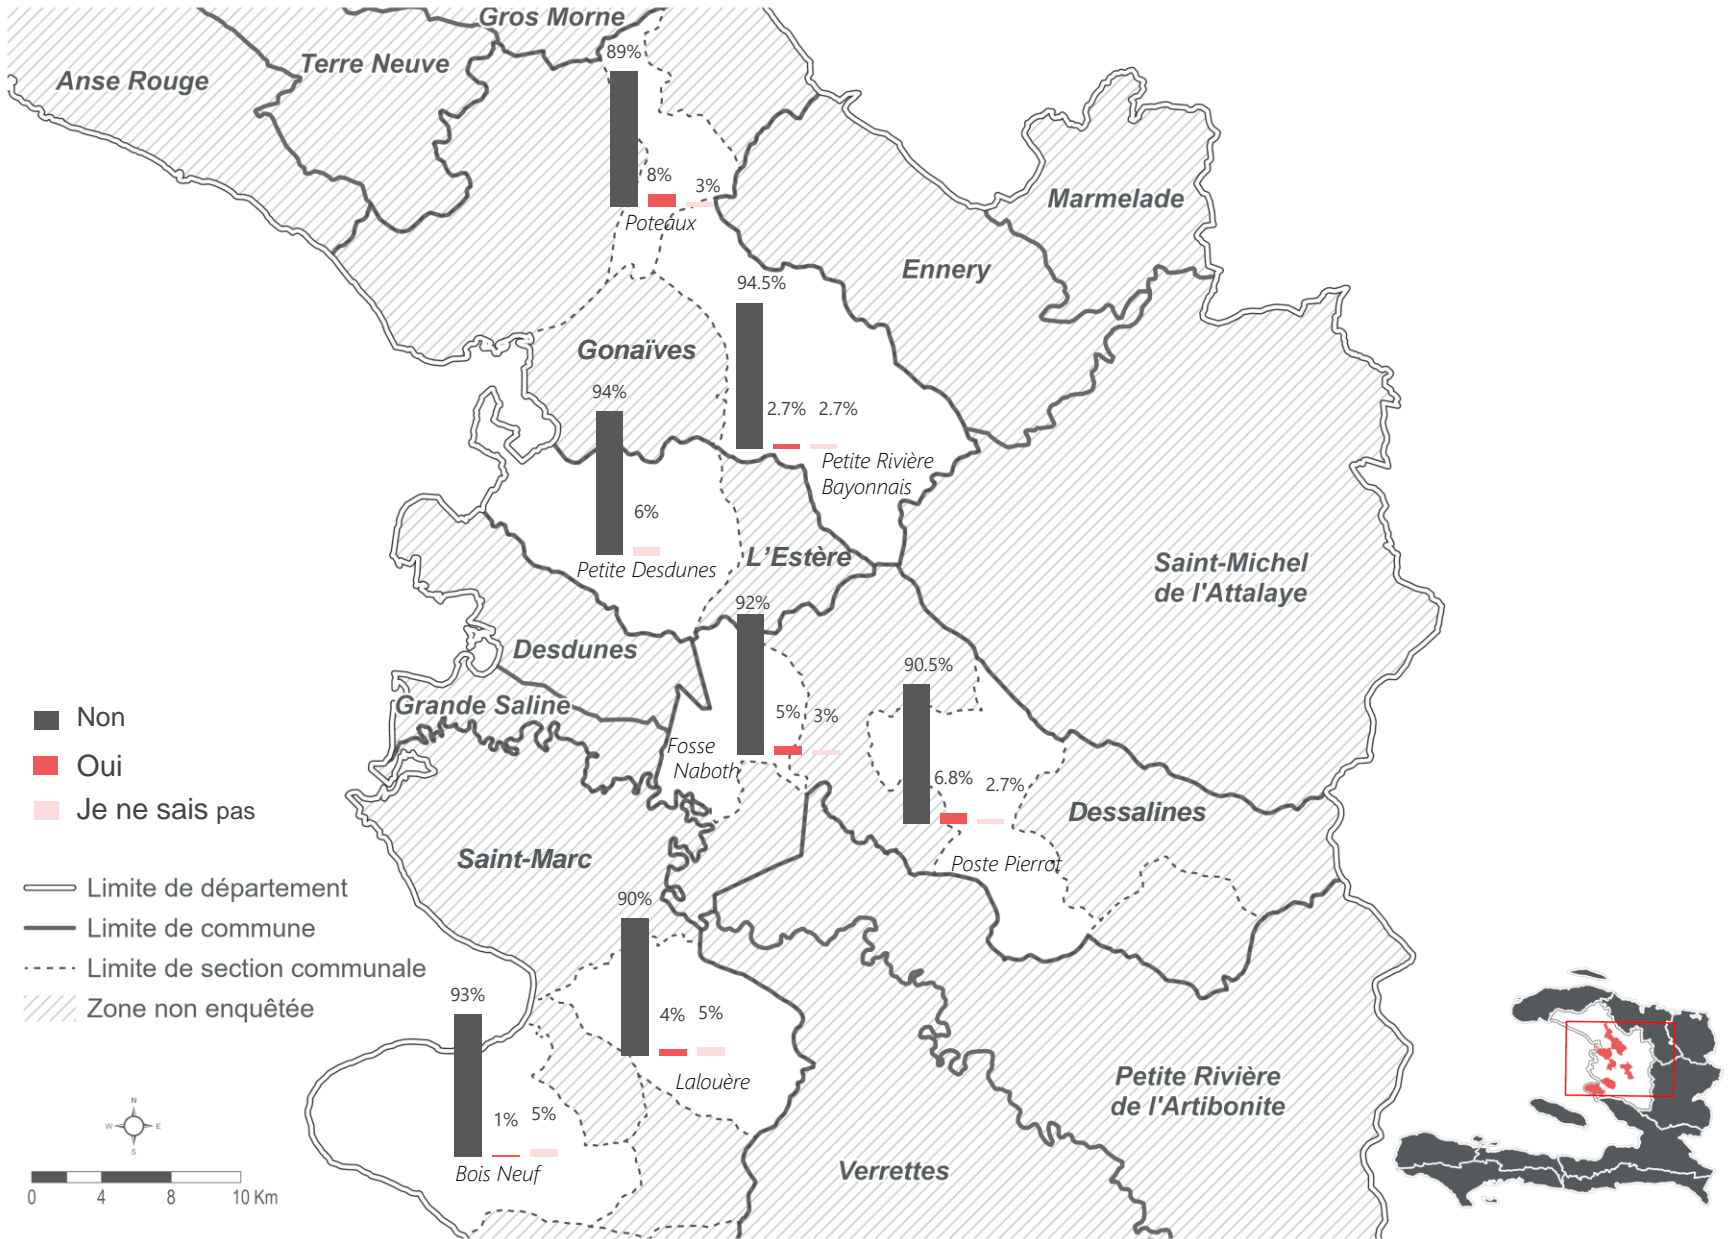 Gros Morne
89%
Terre Neuve
Anse Rouge
8%
3%
Marmelade
Poteaux
Ennery
94.5%
Gonaïves
94%
2.7% 2.7%
Petite Rivière
Bayonnais
6%
L’Estère
Petite Desdunes
Saint-Michel
de l'Attalaye
92%
Desdunes
90.5%
Grande Saline
Non
5% 3%
Fosse
Naboth
Oui
6.8% 2.7%
Je ne sais pas
Dessalines
Saint-Marc
Poste Pierrot
Limite de département
90%
Limite de commune
Limite de section communale
93%
Zone non enquêtée
4% 5%
Lalouère
Petite Rivière
de l'Artibonite
1% 5%
N
W E
S
Bois Neuf
Verrettes
0 4 8 10 Km